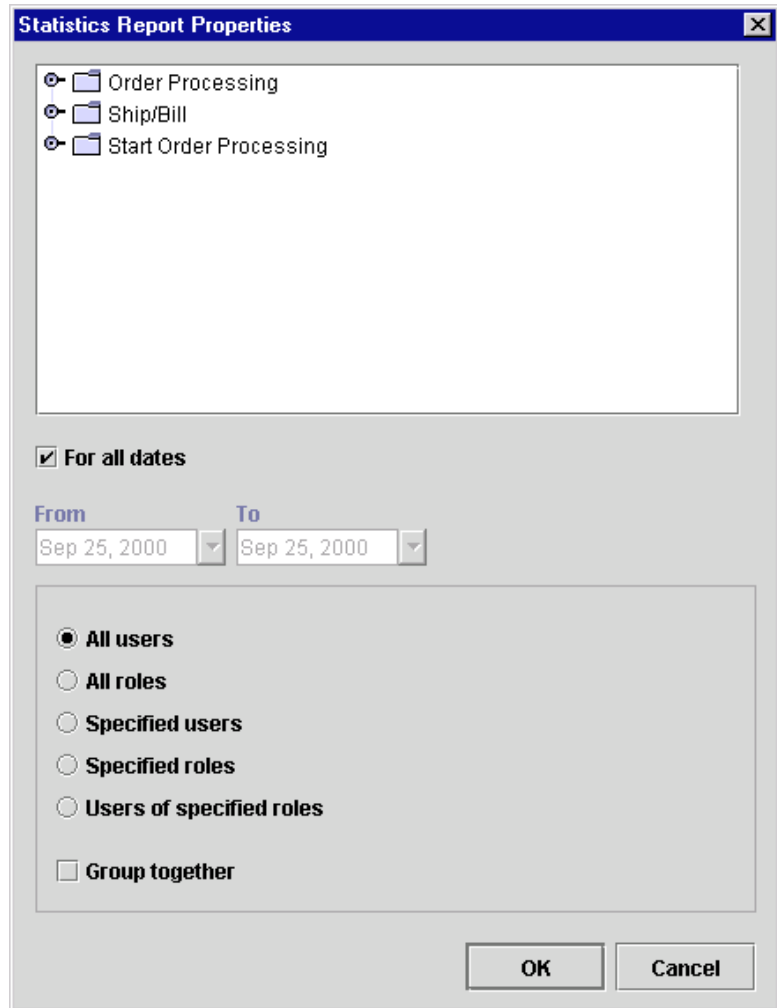 Statistics Report Properties
Order Processing
Ship/Bill
Start Order Processing
For all dates
From To
Sep 25, 2000 Sep 25, 2000
All users
All roles
Specified users
Specified roles
Users of specified roles
Group together
OK Cancel